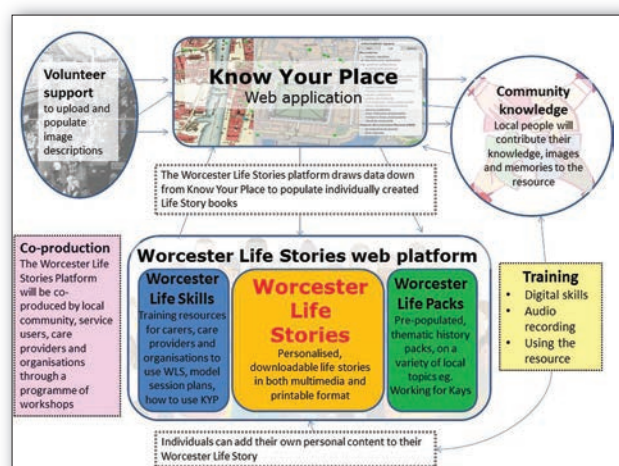 Know Your Place
Web application
Volunteer
support
to upload and
populate
image
descriptions
Community
knowledge
Local people will
contribute their
knowledge, images
and memories to the
resource
The Worcester Life Stories platform draws data down
from Know Your Place to populate individually created
Life Story books
Co-production
The Worcester Life
Stories Platform
will be co-
produced by local
community, service
users, care
providers and
organisations
through a
programme of
workshops
Worcester Life Stories web platform
Worcester
Life Skills
Training resources
for carers, care
providers and
organisations to
use WLS, model
session plans,
how to use KYP
Worcester
Life
Stories
Personalised,
downloadable life stories
in both multimedia and
printable format
Worcester
Life Packs
Pre-populated,
thematic history
packs, on a
variety of local
topics eg.
Working for Kays
Training
• Digital skills
• Audio
recording
• Using the
resource
Individuals can add their own personal content to their
Worcester Life Story